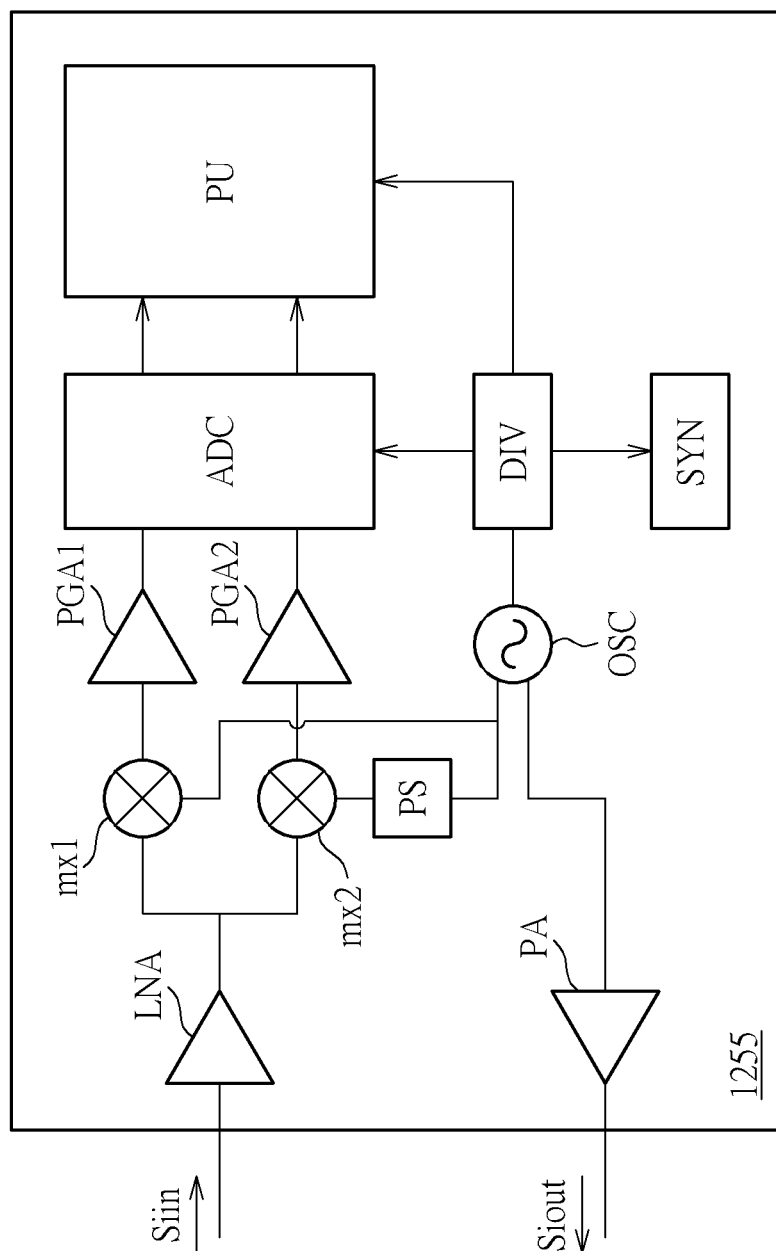 PU
ADC
DIV
SYN
PGA1
PGA2
OSC
mx1
mx2
PS
LNA
PA
1255
Siin
Siout